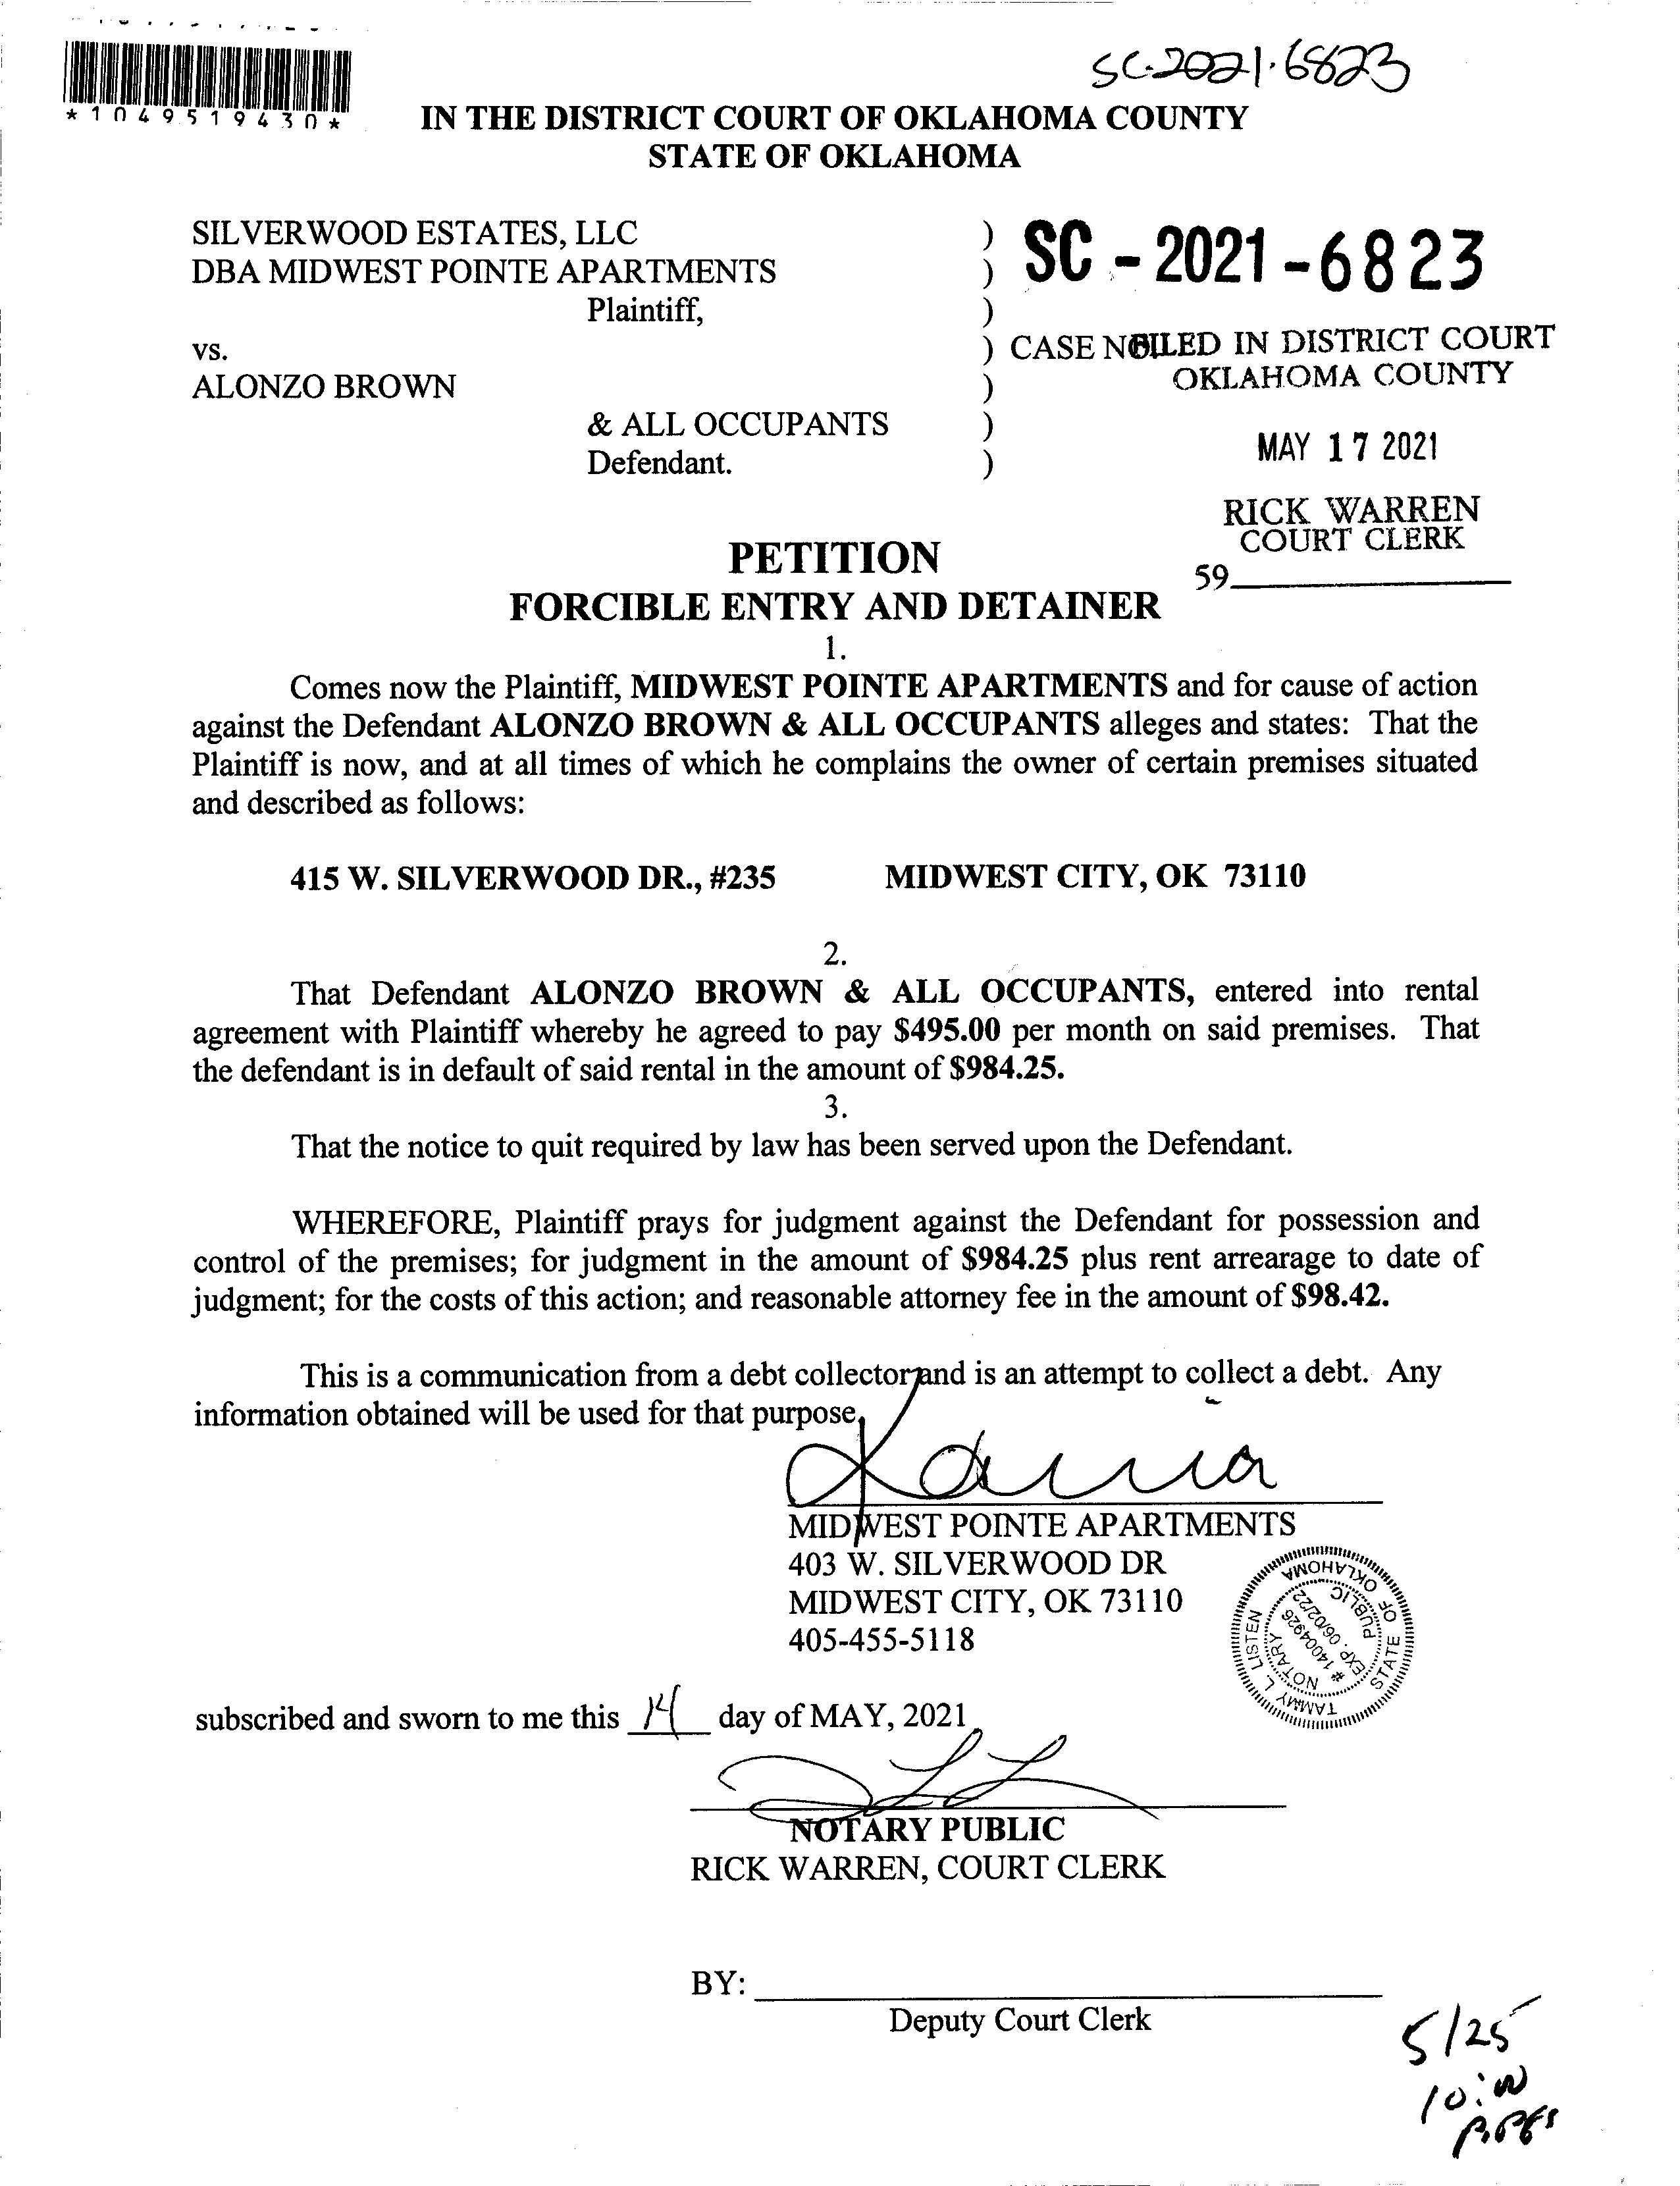 SC-2021-6823
*1049519430*
IN THE DISTRICT COURT OF OKLAHOMA COUNTY
STATE OF OKLAHOMA
SILVERWOOD ESTATES, LLC )
DBA MIDWEST POINTE APARTMENTS )
Plaintiff, )
SC - 2021 - 6823
vs. ) CASE NO
ALONZO BROWN )
& ALL OCCUPANTS )
Defendant. )
FILED IN DISTRICT COURT
OKLAHOMA COUNTY
MAY 17 2021
RICK WARREN
COURT CLERK
59
PETITION
FORCIBLE ENTRY AND DETAINER
1.
Comes now the Plaintiff, MIDWEST POINTE APARTMENTS and for cause of action
against the Defendant ALONZO BROWN & ALL OCCUPANTS alleges and states: That the
Plaintiff is now, and at all times of which he complains the owner of certain premises situated
and described as follows:
415 W. SILVERWOOD DR., #235 MIDWEST CITY, OK 73110
2.
That Defendant ALONZO BROWN & ALL OCCUPANTS, entered into rental
agreement with Plaintiff whereby he agreed to pay $495.00 per month on said premises. That
the defendant is in default of said rental in the amount of $984.25.
3.
That the notice to quit required by law has been served upon the Defendant.
WHEREFORE, Plaintiff prays for judgment against the Defendant for possession and
control of the premises; for judgment in the amount of $984.25 plus rent arrearage to date of
judgment; for the costs of this action; and reasonable attorney fee in the amount of $98.42.
This is a communication from a debt collector and is an attempt to collect a debt. Any
information obtained will be used for that purpose.
MIDWEST POINTE APARTMENTS
403 W. SILVERWOOD DR
MIDWEST CITY, OK 73110
405-455-5118
TAMMY L. LISTEN
STATE OF OKLAHOMA
NOTARY PUBLIC
# 14004926
EXP. 06/02/22
subscribed and sworn to me this 14 day of MAY, 2021
NOTARY PUBLIC
RICK WARREN, COURT CLERK
BY:
Deputy Court Clerk
5/25
10:00